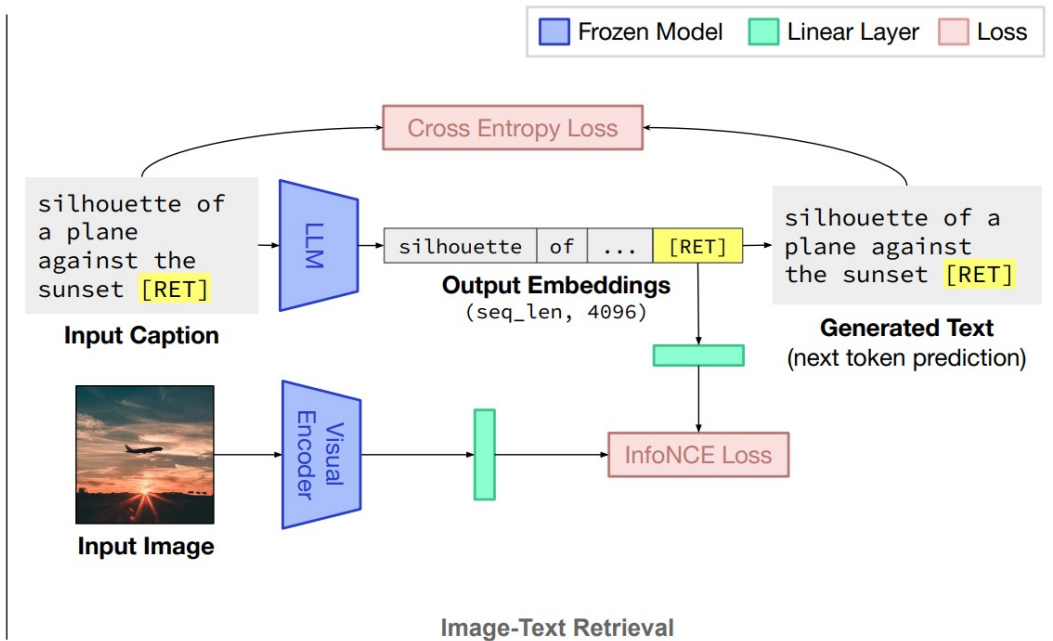 Frozen Model
Linear Layer
Loss
Cross Entropy Loss
silhouette of
a plane
against the
sunset [RET]
Input Caption
LLM
silhouette of ... [RET]
Output Embeddings
(seq_len, 4096)
silhouette of a
plane against
the sunset [RET]
Generated Text
(next token prediction)
Input Image
Visual
Encoder
InfoNCE Loss
Image-Text Retrieval